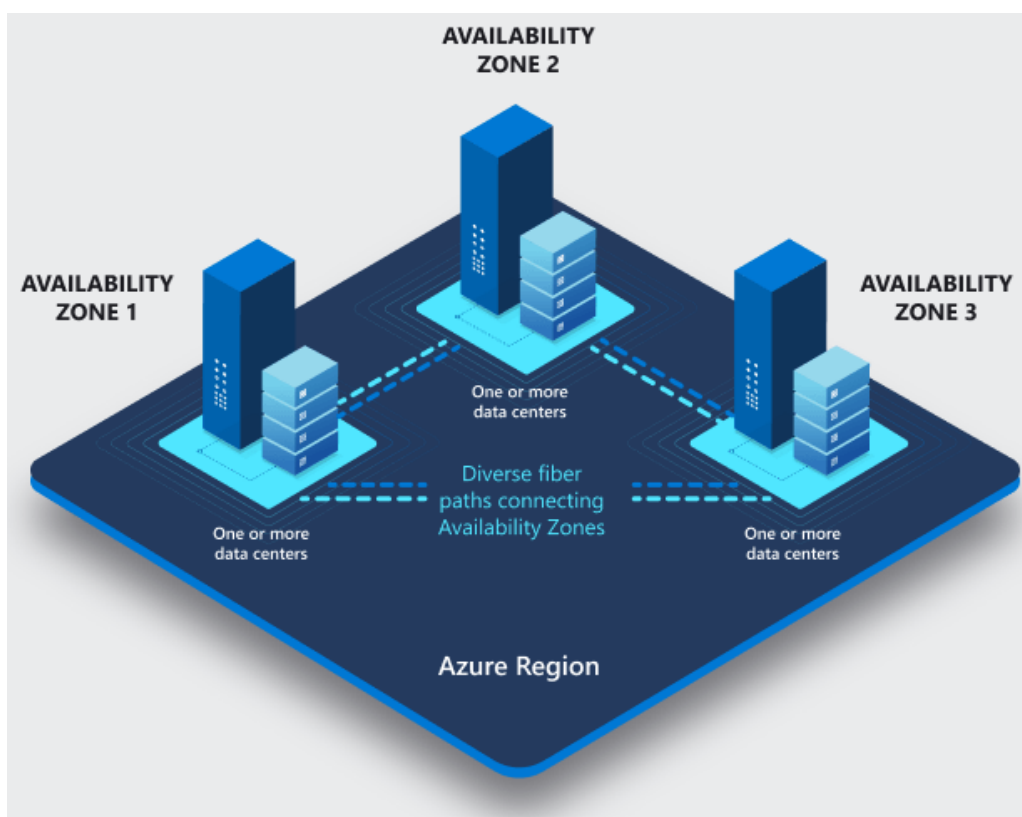 AVAILABILITY
ZONE 2
AVAILABILITY
ZONE 1
AVAILABILITY
ZONE 3
One or more
data centers
Diverse fiber
paths connecting
Availability Zones
One or more
data centers
One or more
data centers
Azure Region